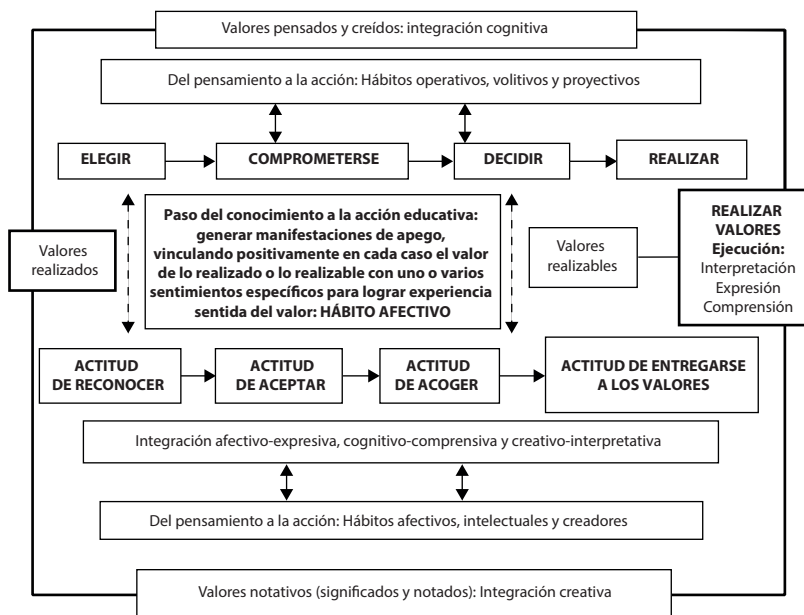 Valores pensados y creídos: integración cognitiva
Del pensamiento a la acción: Hábitos operativos, volitivos y proyectivos
ELEGIR
COMPROMETERSE
DECIDIR
REALIZAR
Valores
realizados
Paso del conocimiento a la acción educativa:
generar manifestaciones de apego,
vinculando positivamente en cada caso el valor
de lo realizado o lo realizable con uno o varios
sentimientos específicos para lograr experiencia
sentida del valor: HÁBITO AFECTIVO
Valores
realizables
REALIZAR
VALORES
Ejecución:
Interpretación
Expresión
Comprensión
ACTITUD
DE RECONOCER
ACTITUD
DE ACEPTAR
ACTITUD
DE ACOGER
ACTITUD DE ENTREGARSE
A LOS VALORES
Integración afectivo-expresiva, cognitivo-comprensiva y creativo-interpretativa
Del pensamiento a la acción: Hábitos afectivos, intelectuales y creadores
Valores notativos (significados y notados): Integración creativa